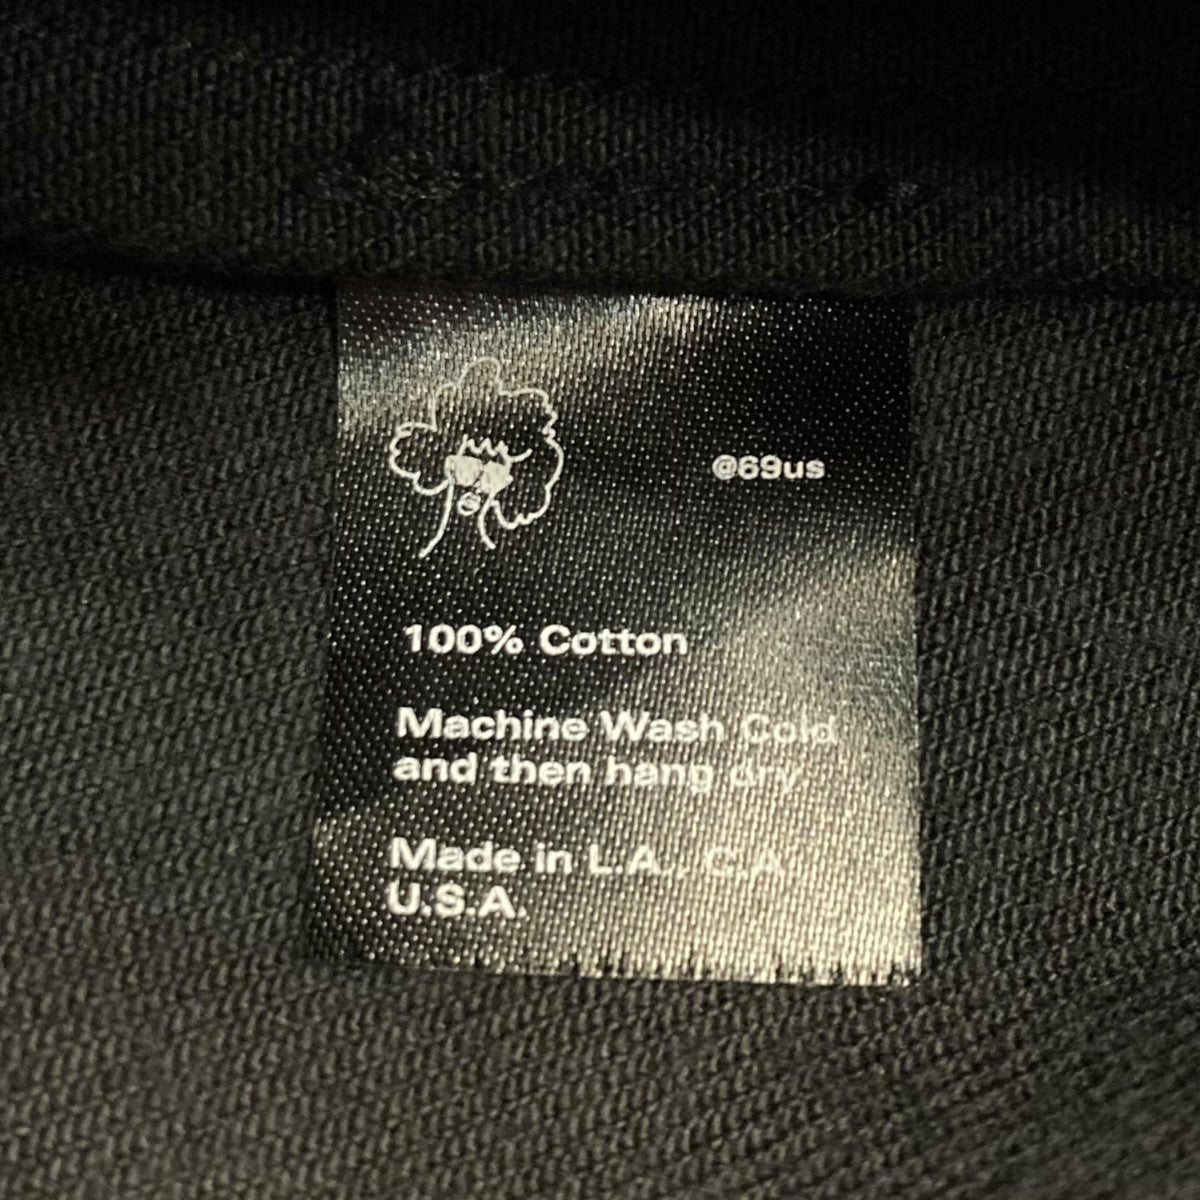 @69us
100% Cotton
Machine Wash Cold
and then hang dry.
Made in L.A., C.A.
U.S.A.